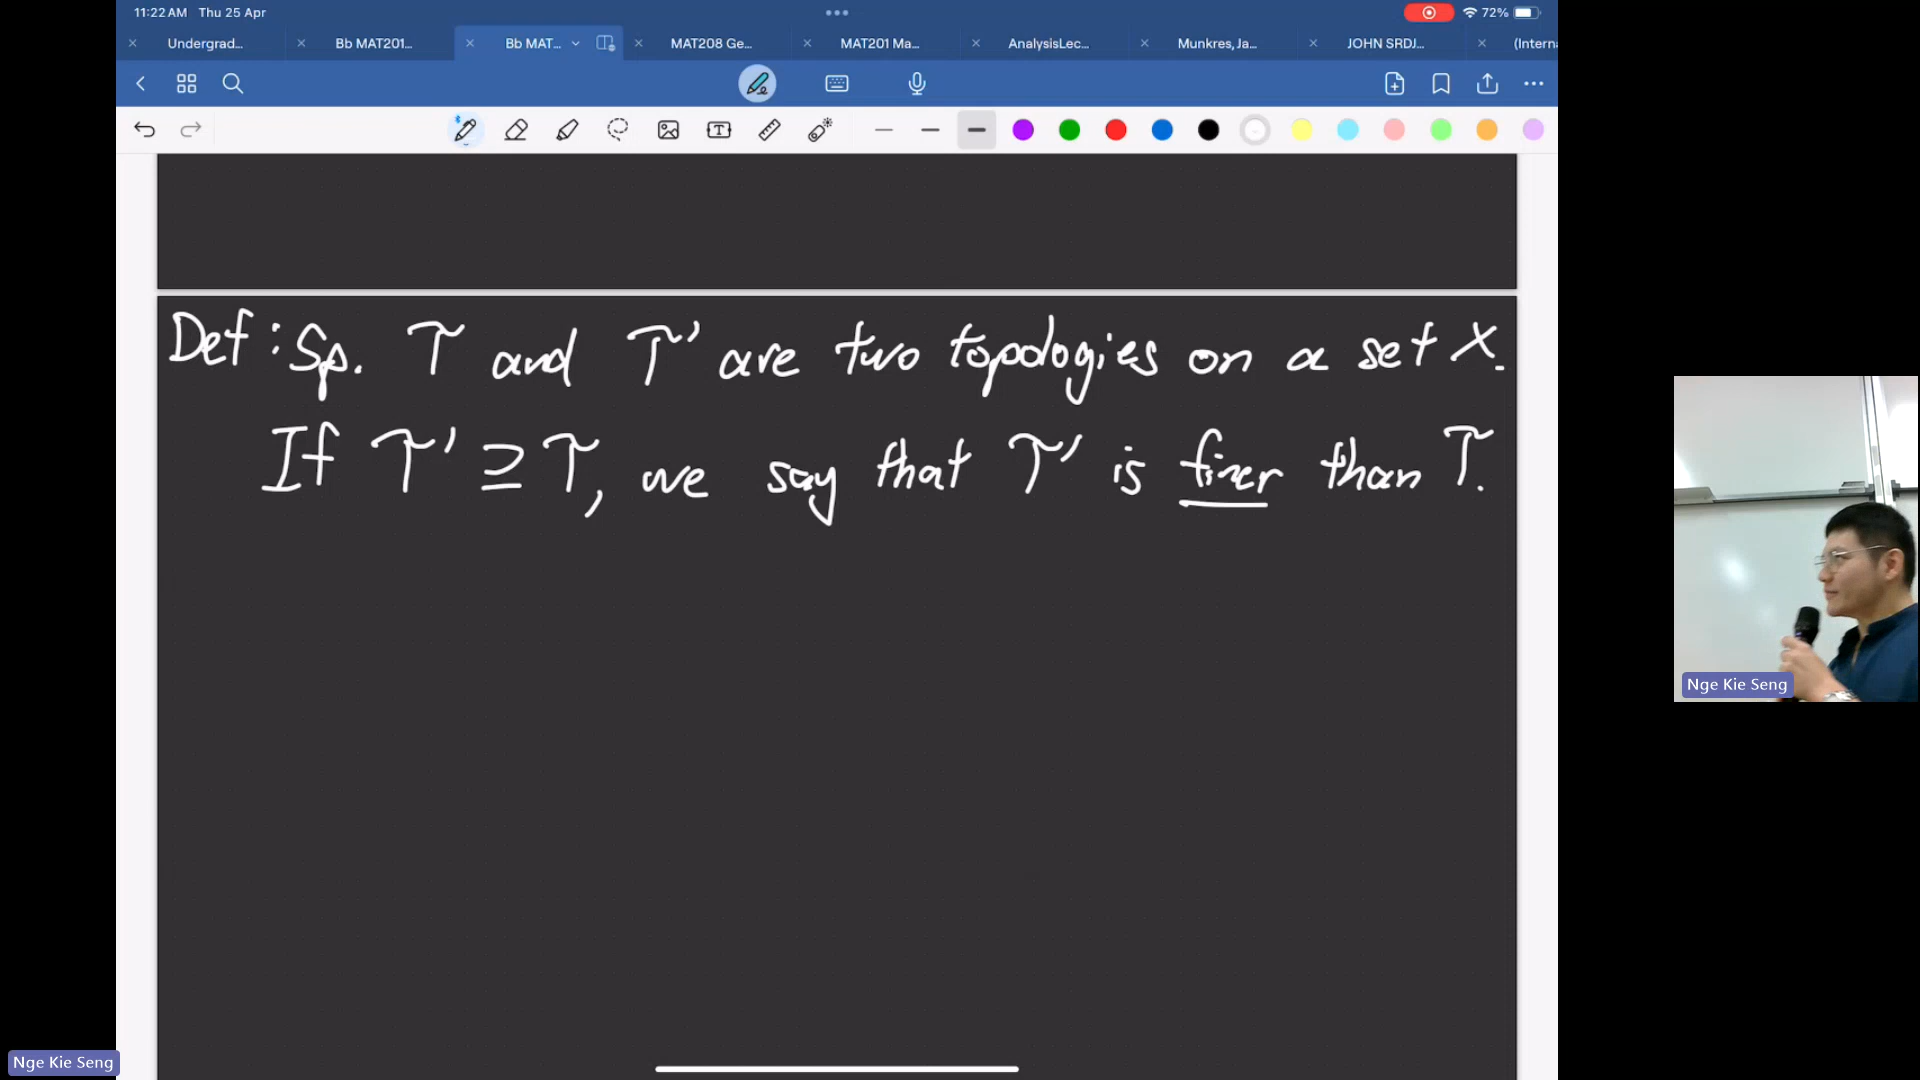 11:22 AM Thu 25 Apr
72%
Undergrad...
Bb MAT201...
Bb MAT...
MAT208 Ge...
MAT201 Ma...
AnalysisLec...
Munkres, Ja...
JOHN SRDJ...
(Intern
Def: Sp. T and T' are two topologies on a set X.
If T' ⊇ T, we say that T' is finer than T.
Nge Kie Seng
Nge Kie Seng